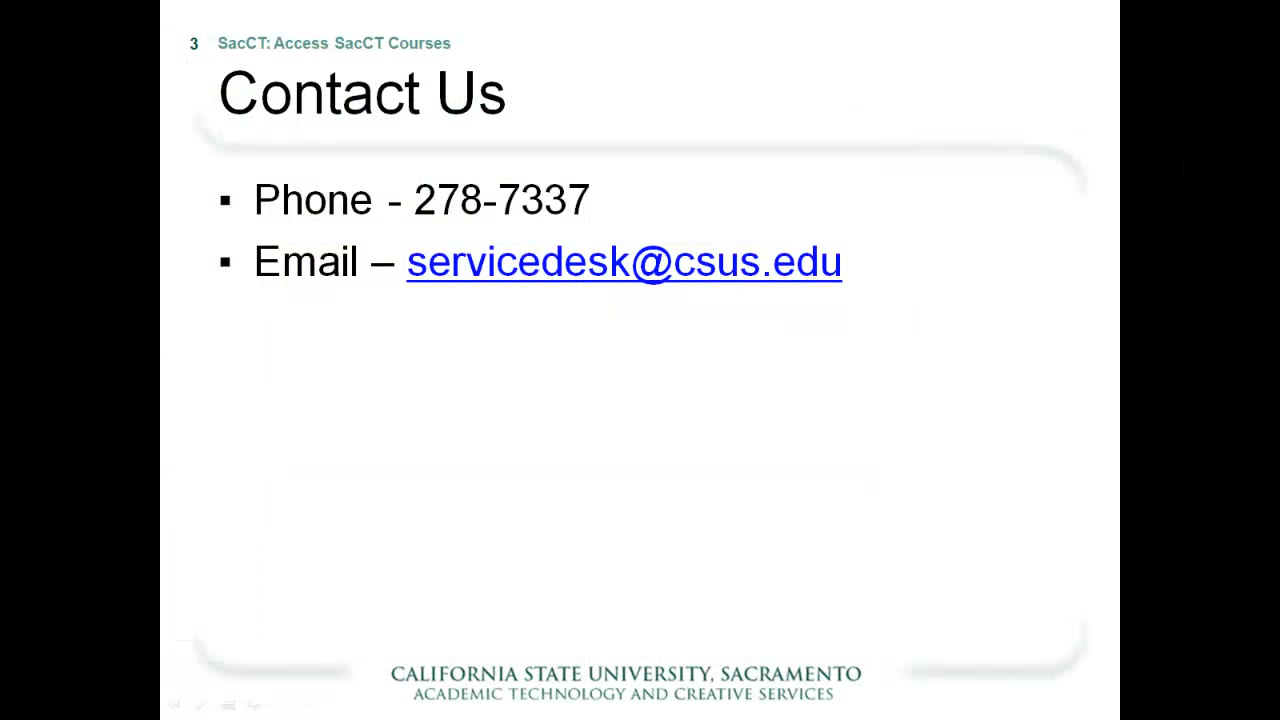 3 SacCT: Access SacCT Courses
Contact Us
▪ Phone - 278-7337
▪ Email – servicedesk@csus.edu
CALIFORNIA STATE UNIVERSITY, SACRAMENTO
ACADEMIC TECHNOLOGY AND CREATIVE SERVICES